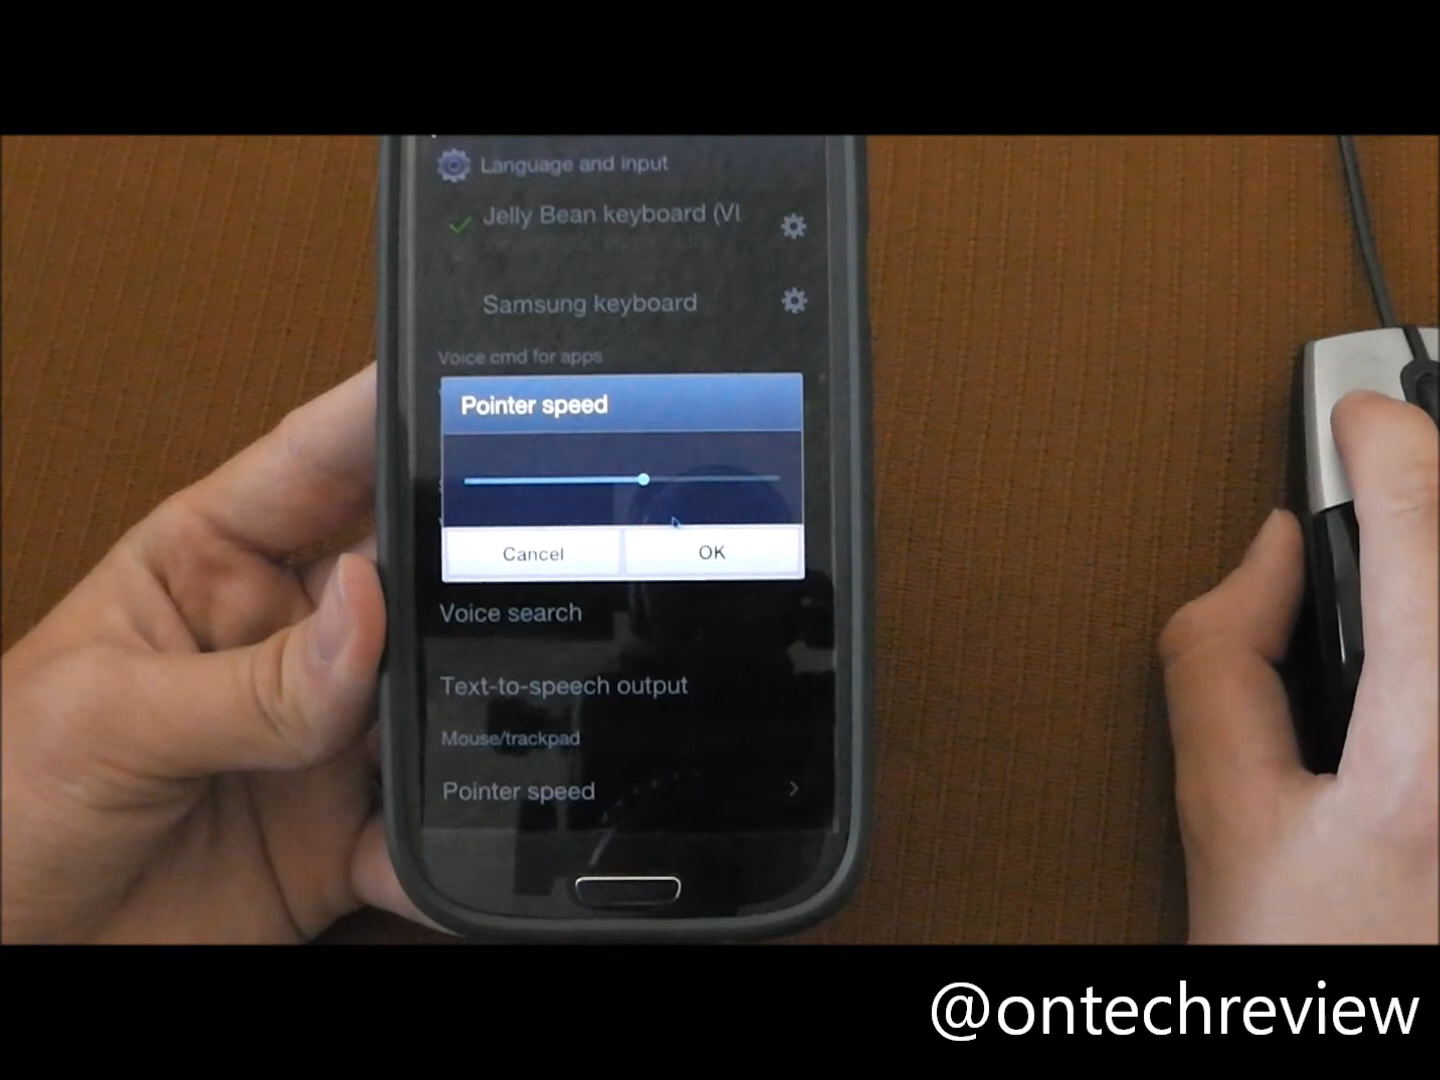 Language and input
Jelly Bean keyboard (VI
Samsung keyboard
Voice cmd for apps
Pointer speed
Cancel
OK
Voice search
Text-to-speech output
Mouse/trackpad
Pointer speed
@ontechreview